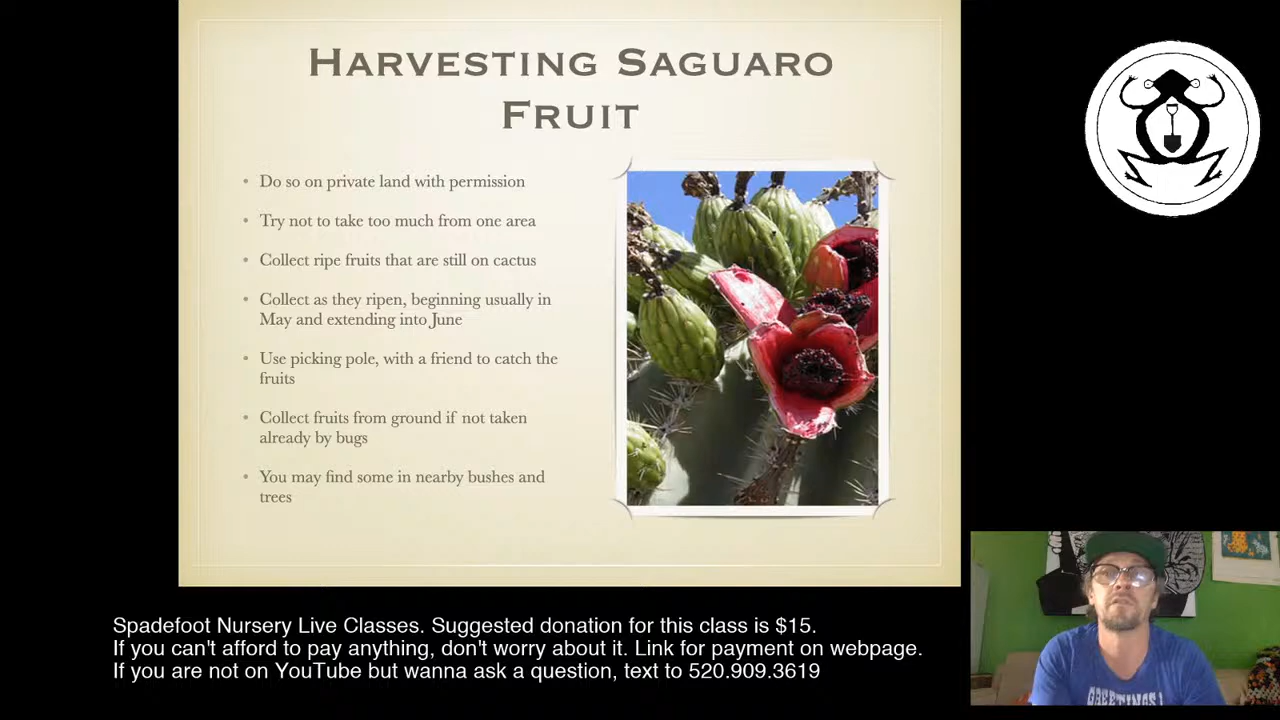 Harvesting Saguaro
Fruit
• Do so on private land with permission
• Try not to take too much from one area
• Collect ripe fruits that are still on cactus
• Collect as they ripen, beginning usually in
May and extending into June
• Use picking pole, with a friend to catch the
fruits
• Collect fruits from ground if not taken
already by bugs
• You may find some in nearby bushes and
trees
GREETINGS!
Spadefoot Nursery Live Classes. Suggested donation for this class is $15.
If you can't afford to pay anything, don't worry about it. Link for payment on webpage.
If you are not on YouTube but wanna ask a question, text to 520.909.3619